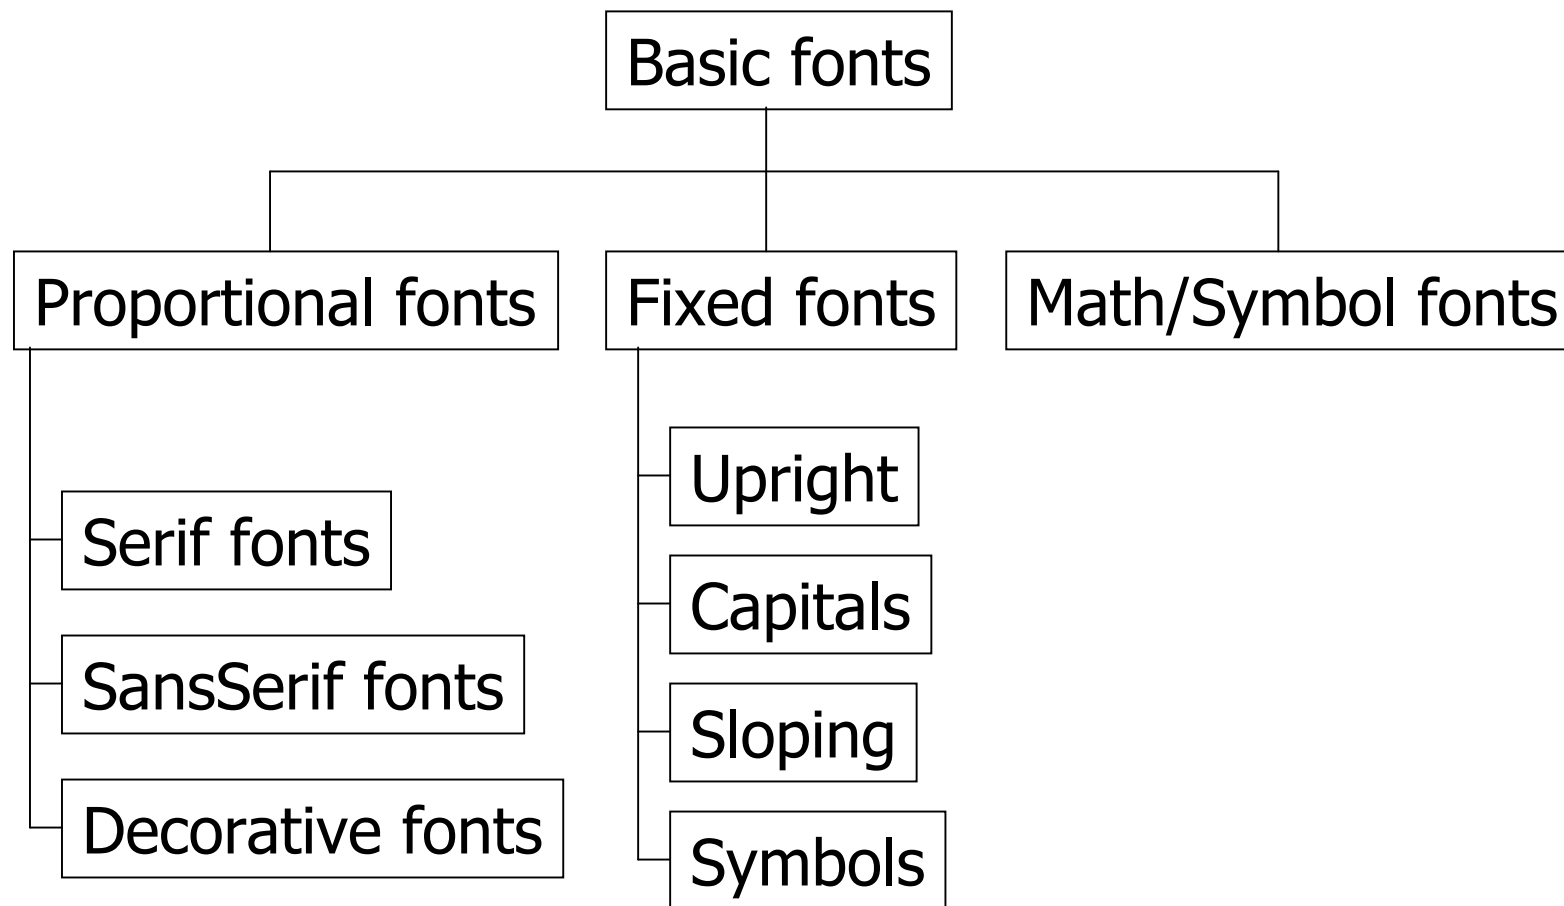 Basic fonts
Proportional fonts
Fixed fonts
Math/Symbol fonts
Serif fonts
SansSerif fonts
Decorative fonts
Upright
Capitals
Sloping
Symbols